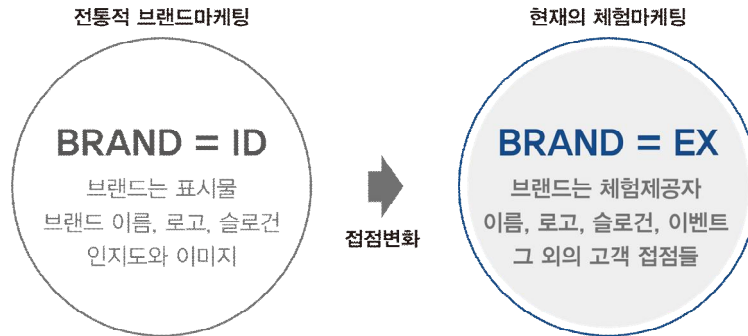 전통적 브랜드마케팅
BRAND = ID
브랜드는 표시물
브랜드 이름, 로고, 슬로건
인지도와 이미지
접점변화
현재의 체험마케팅
BRAND = EX
브랜드는 체험제공자
이름, 로고, 슬로건, 이벤트
그 외의 고객 접점들